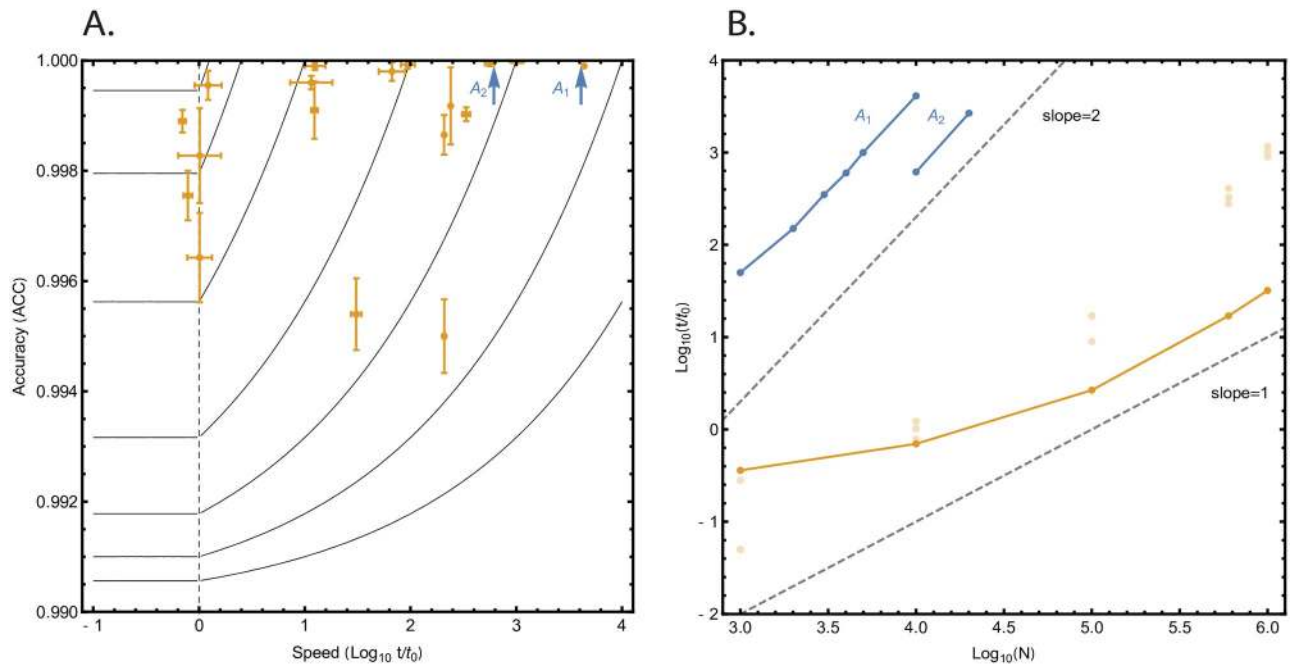 A.
1.000
0.998
0.996
0.994
0.992
0.990
Accuracy (ACC)
A2
A1
- 1
0
1
2
3
4
Speed (Log10 t/t0)
B.
4
3
2
1
0
- 1
- 2
Log10(t/t0)
A1
A2
slope=2
slope=1
3.0
3.5
4.0
4.5
5.0
5.5
6.0
Log10(N)